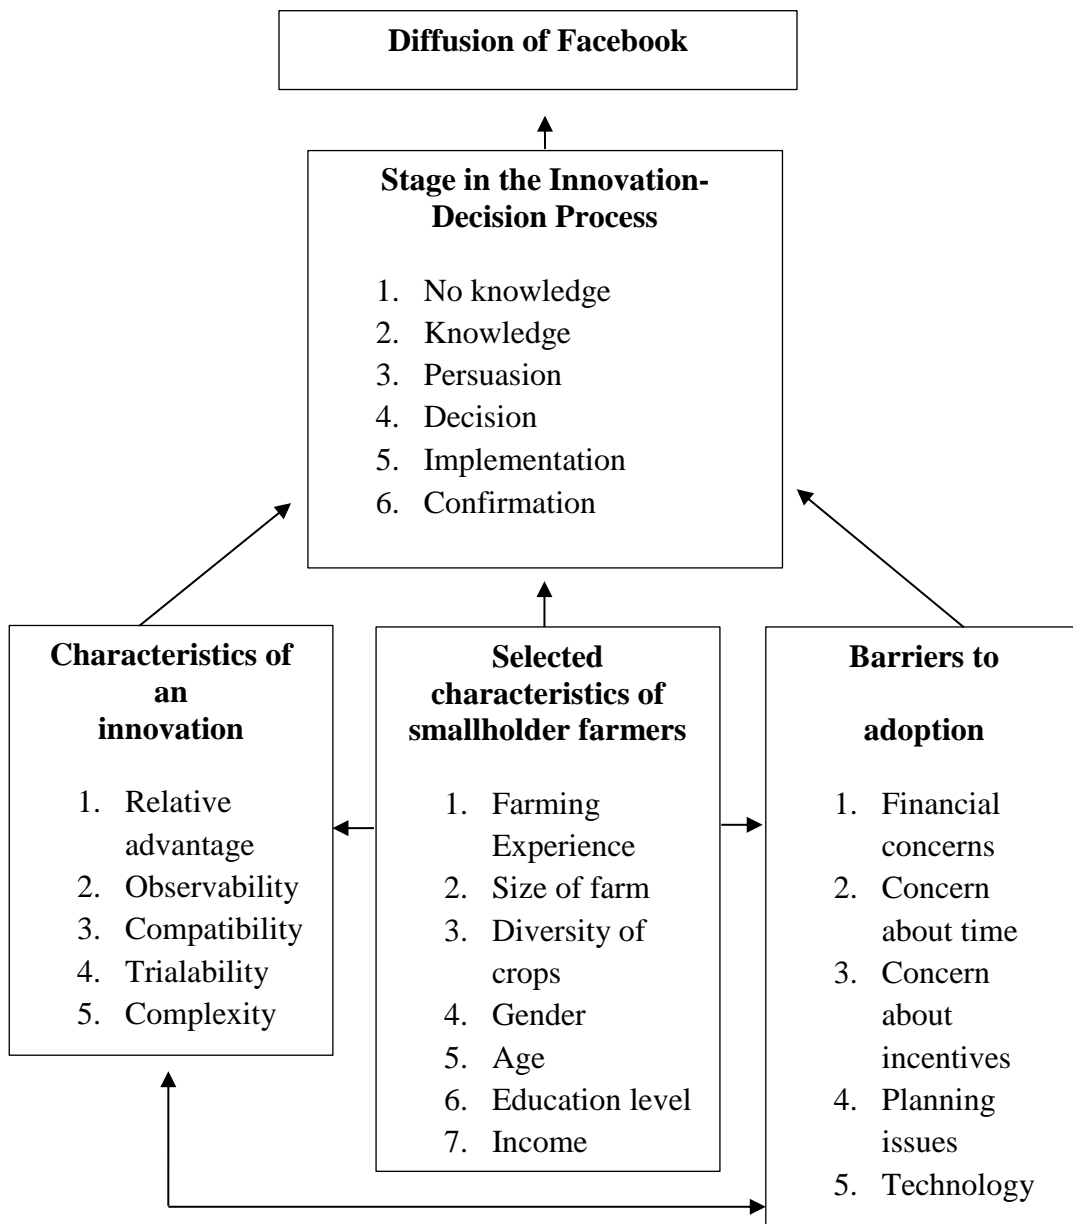 Diffusion of Facebook
Stage in the Innovation-
Decision Process
1. No knowledge
2. Knowledge
3. Persuasion
4. Decision
5. Implementation
6. Confirmation
Characteristics of
an
innovation
1. Relative
advantage
2. Observability
3. Compatibility
4. Trialability
5. Complexity
Selected
characteristics of
smallholder farmers
1. Farming
Experience
2. Size of farm
3. Diversity of
crops
4. Gender
5. Age
6. Education level
7. Income
Barriers to
adoption
1. Financial
concerns
2. Concern
about time
3. Concern
about
incentives
4. Planning
issues
5. Technology